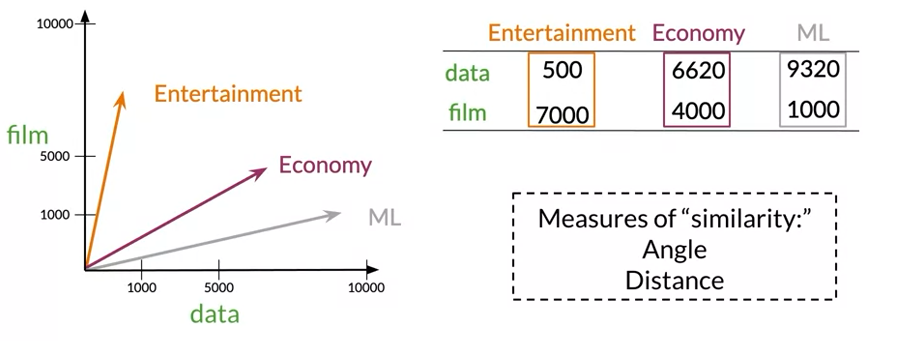 10000
Entertainment
film
5000
Economy
1000
ML
1000 5000 10000
data
Entertainment Economy ML
data 500 6620 9320
film 7000 4000 1000
Measures of “similarity:”
Angle
Distance